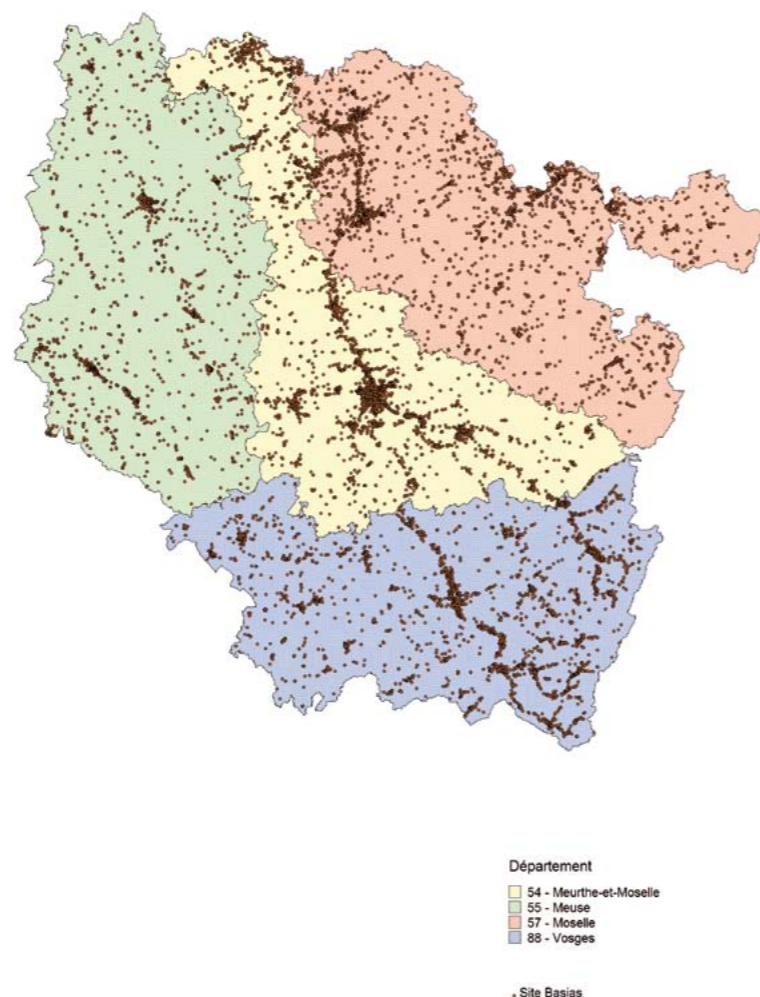 Département
54 - Meurthe-et-Moselle
55 - Meuse
57 - Moselle
88 - Vosges
Site Basias